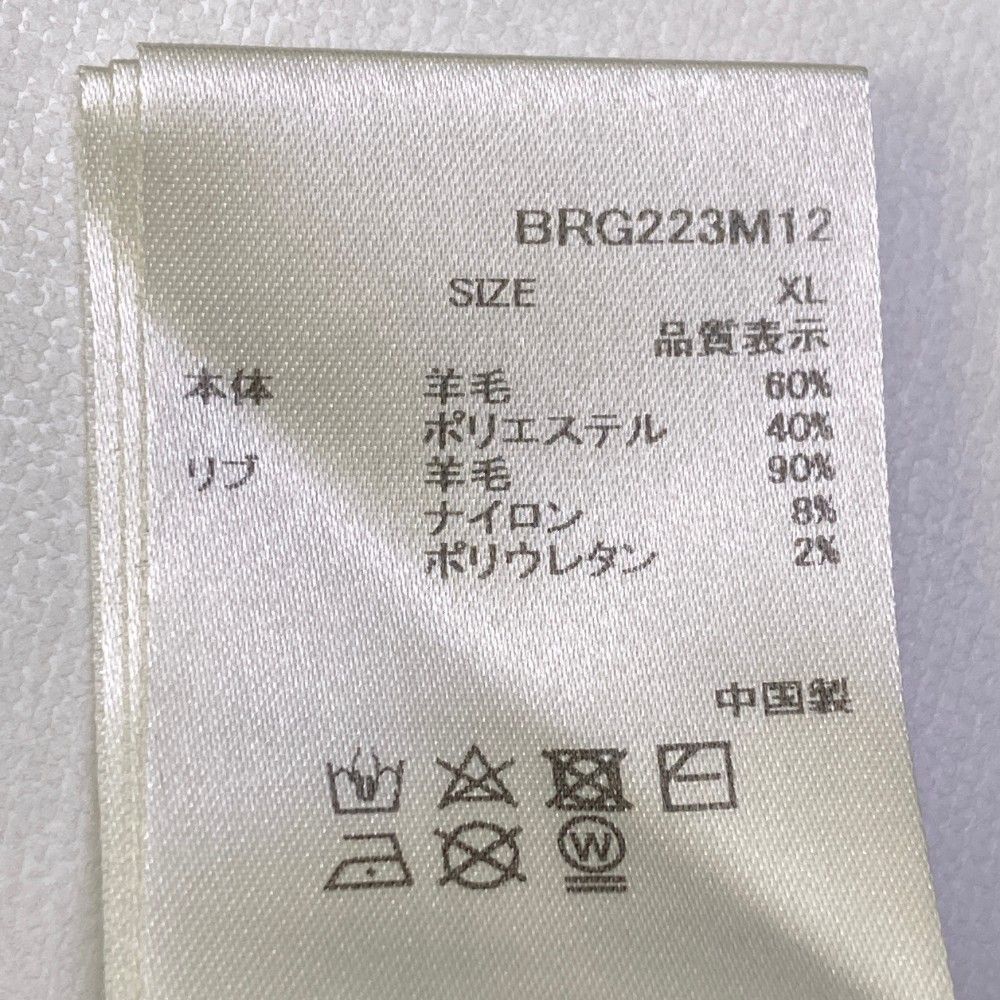 BRG223M12
SIZE XL
品質表示
本体 羊毛 60%
ポリエステル 40%
リブ 羊毛 90%
ナイロン 8%
ポリウレタン 2%
中国製
W